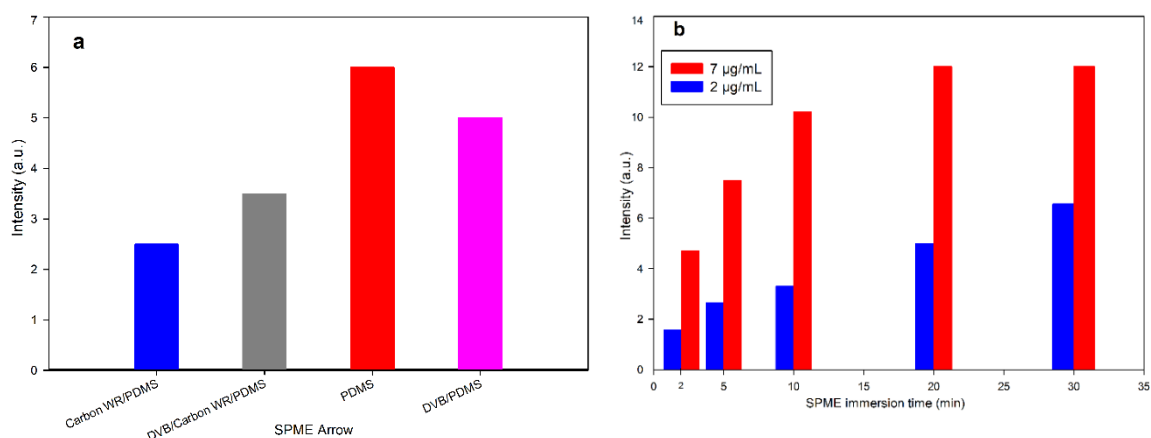 a
7
6
5
4
3
2
1
0
Intensity (a.u.)
Carbon WR/PDMS
DVB/Carbon WR/PDMS
PDMS
DVB/PDMS
SPME Arrow
b
7 µg/mL
2 µg/mL
14
12
10
8
6
4
2
0
Intensity (a.u.)
0 2 5 10 15 20 25 30 35
SPME immersion time (min)